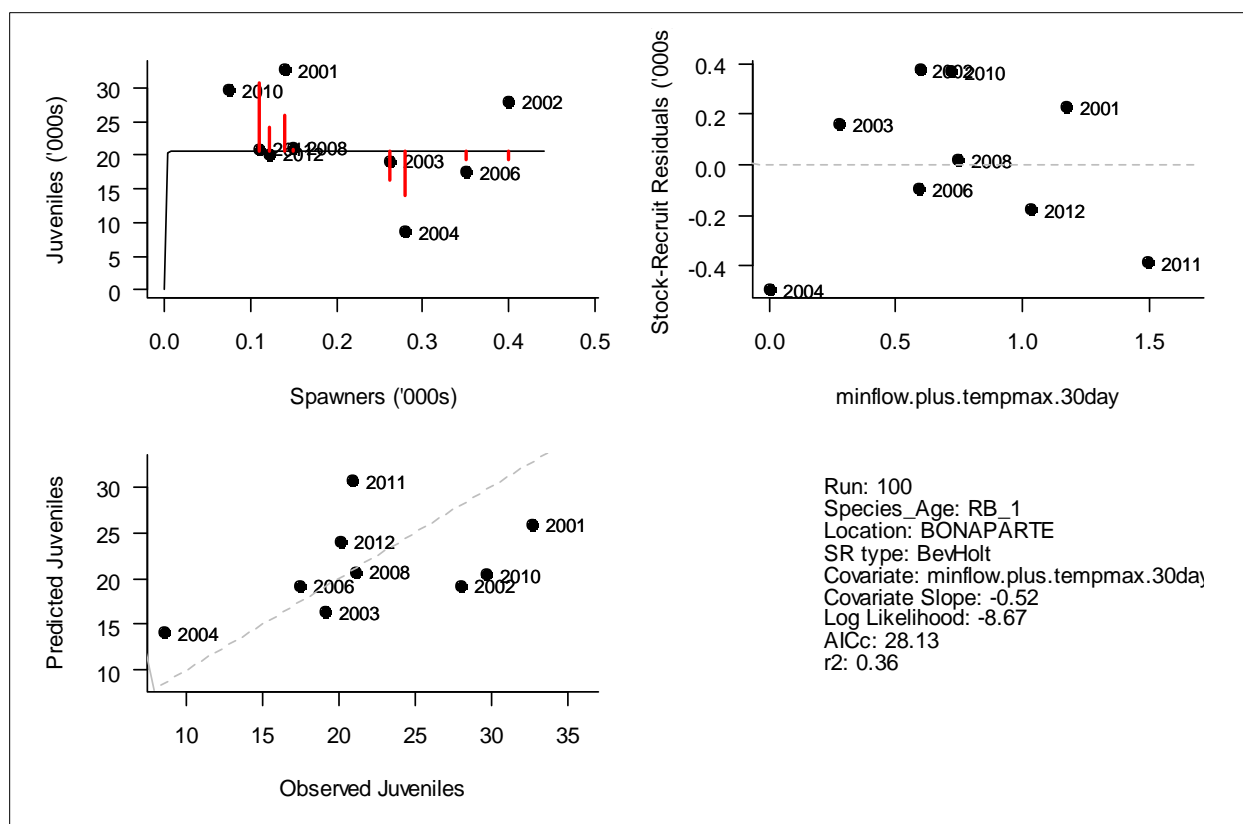 Juveniles ('000s)
30
25
20
15
10
5
0
2001
2010
2002
2011
2008
2012
2003
2006
2004
0.0 0.1 0.2 0.3 0.4 0.5
Spawners ('000s)
Stock-Recruit Residuals ('000s
0.4
0.2
0.0
-0.2
-0.4
2002
2010
2001
2003
2008
2006
2012
2011
2004
0.0 0.5 1.0 1.5
minflow.plus.tempmax.30day
Predicted Juveniles
30
25
20
15
10
2011
2001
2012
2008
2010
2006
2002
2003
2004
10 15 20 25 30 35
Observed Juveniles
Run: 100
Species_Age: RB_1
Location: BONAPARTE
SR type: BevHolt
Covariate: minflow.plus.tempmax.30day
Covariate Slope: -0.52
Log Likelihood: -8.67
AICc: 28.13
r2: 0.36